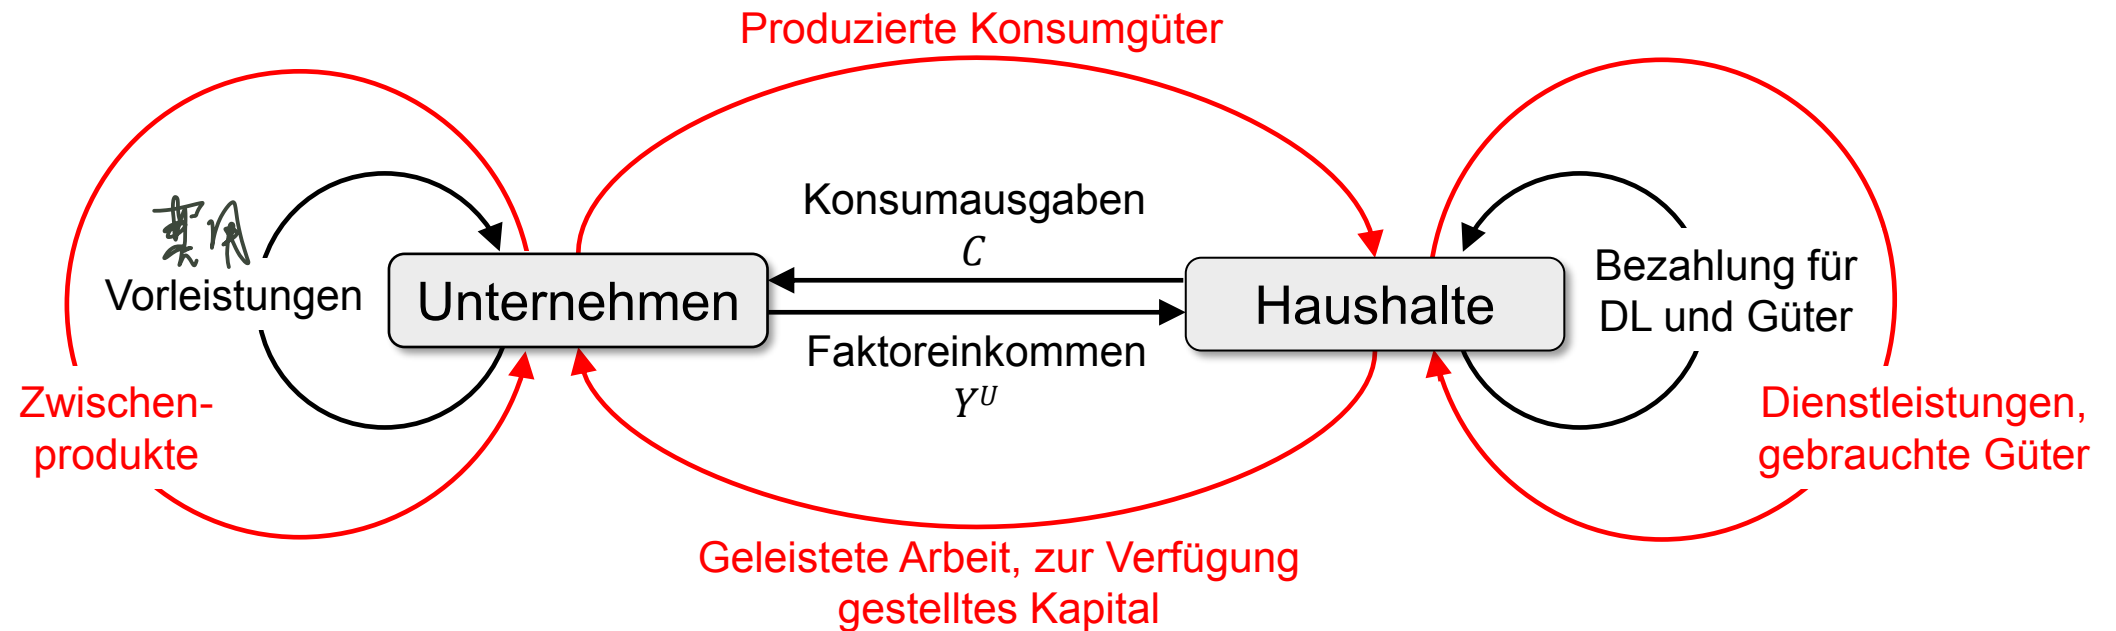 Produzierte Konsumgüter
Konsumausgaben
C
Vorleistungen
Unternehmen
Haushalte
Bezahlung für
DL und Güter
Faktoreinkommen
Y^U
Zwischen-
produkte
Dienstleistungen,
gebrauchte Güter
Geleistete Arbeit, zur Verfügung
gestelltes Kapital